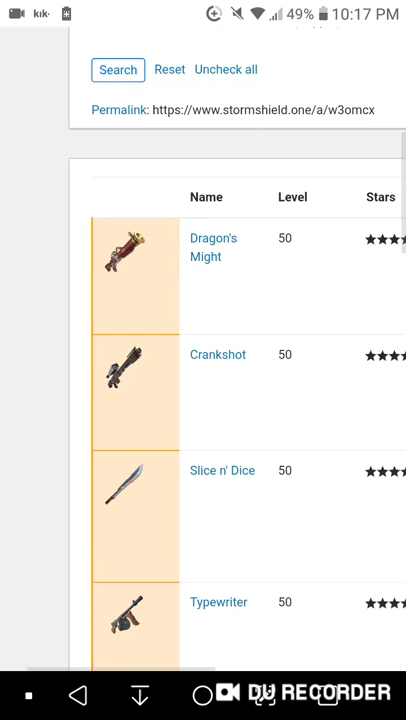 kik·
49% 10:17 PM
Search Reset Uncheck all
Permalink: https://www.stormshield.one/a/w3omcx
Name Level Stars
Dragon's Might 50 ★★★★
Crankshot 50 ★★★★
Slice n' Dice 50 ★★★★
Typewriter 50 ★★★★
DU RECORDER